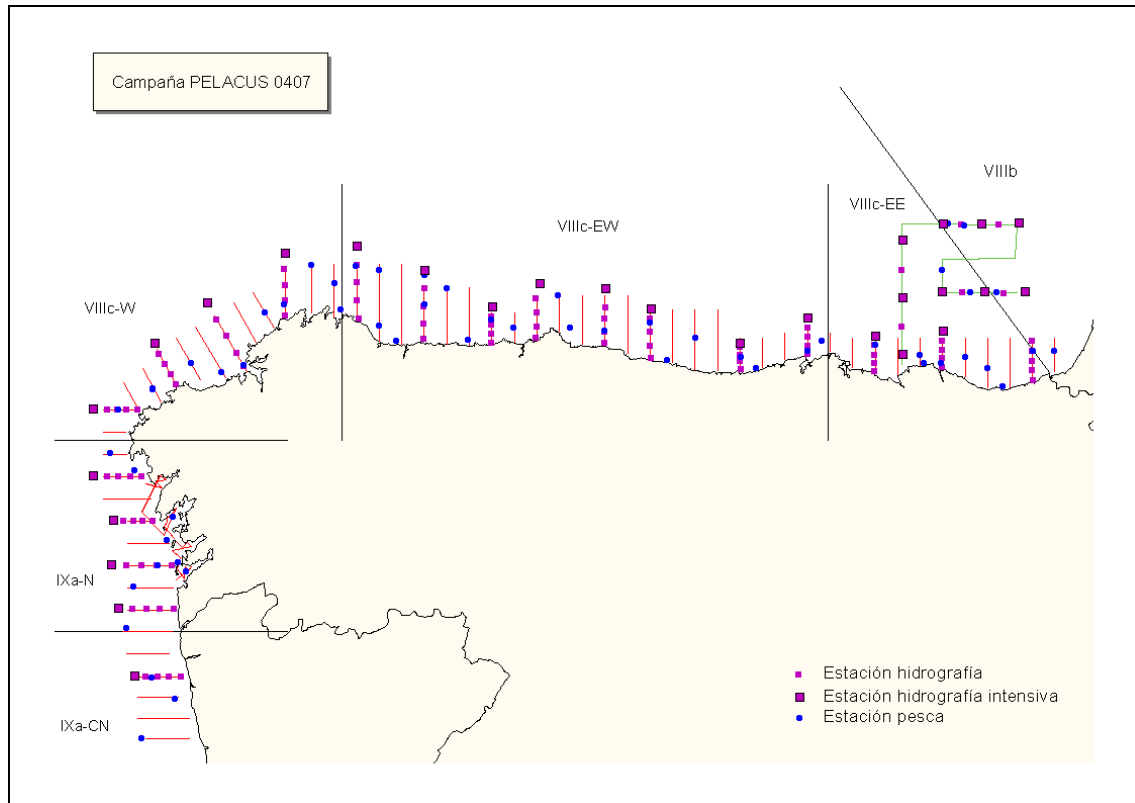 Campaña PELACUS 0407
VIIIb
VIIIc-EE
VIIIc-EW
VIIIc-W
IXa-N
IXa-CN
Estación hidrografía
Estación hidrografía intensiva
Estación pesca